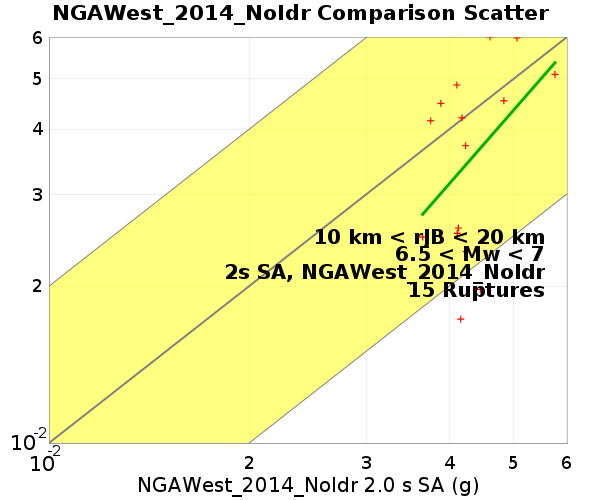 NGAWest_2014_NoIdr Comparison Scatter
6
5
4
3
2
10-2
10 km < rJB < 20 km
6.5 < Mw < 7
2s SA, NGAWest_2014_NoIdr
15 Ruptures
10-2
2
3
4
5
6
NGAWest_2014_NoIdr 2.0 s SA (g)